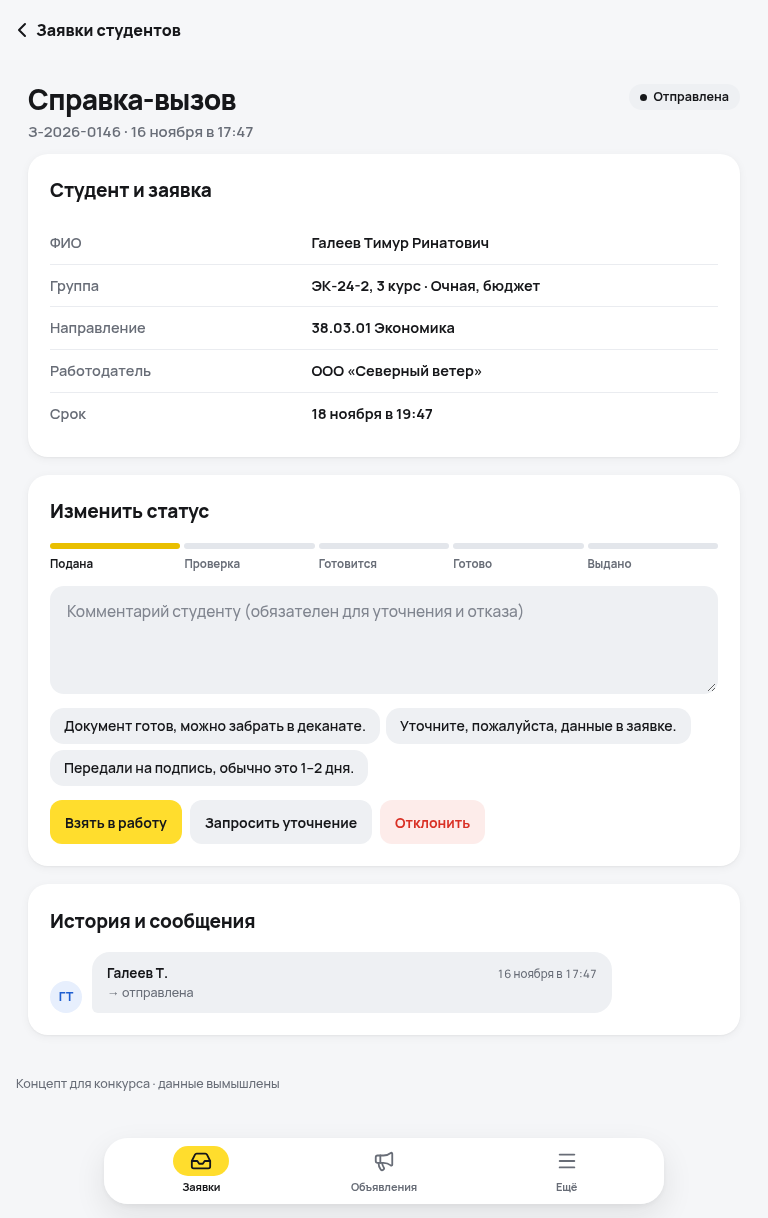 Заявки студентов
Справка-вызов
Отправлена
З-2026-0146 · 16 ноября в 17:47
Студент и заявка
ФИО
Галеев Тимур Ринатович
Группа
ЭК-24-2, 3 курс · Очная, бюджет
Направление
38.03.01 Экономика
Работодатель
ООО «Северный ветер»
Срок
18 ноября в 19:47
Изменить статус
Подана
Проверка
Готовится
Готово
Выдано
Комментарий студенту (обязателен для уточнения и отказа)
Документ готов, можно забрать в деканате.
Уточните, пожалуйста, данные в заявке.
Передали на подпись, обычно это 1–2 дня.
Взять в работу
Запросить уточнение
Отклонить
История и сообщения
Галеев Т.
16 ноября в 17:47
→ отправлена
ГТ
Концепт для конкурса · данные вымышлены
Заявки
Объявления
Ещё